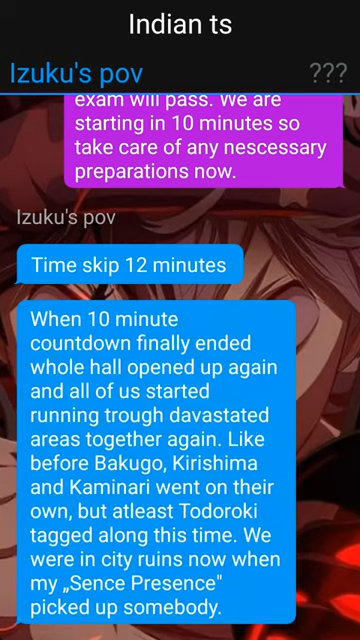 Indian ts
Izuku's pov
???
exam will pass. We are
starting in 10 minutes so
take care of any nescessary
preparations now.
Izuku's pov
Time skip 12 minutes
When 10 minute
countdown finally ended
whole hall opened up again
and all of us started
running trough davastated
areas together again. Like
before Bakugo, Kirishima
and Kaminari went on their
own, but atleast Todoroki
tagged along this time. We
were in city ruins now when
my „Sence Presence"
picked up somebody.